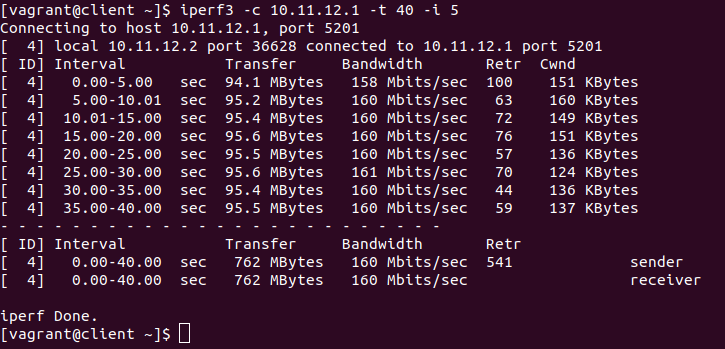 [vagrant@client ~]$ iperf3 -c 10.11.12.1 -t 40 -i 5
Connecting to host 10.11.12.1, port 5201
[  4] local 10.11.12.2 port 36628 connected to 10.11.12.1 port 5201
[ ID] Interval           Transfer     Bandwidth       Retr  Cwnd
[  4]   0.00-5.00   sec  94.1 MBytes   158 Mbits/sec  100    151 KBytes
[  4]   5.00-10.01  sec  95.2 MBytes   160 Mbits/sec   63    160 KBytes
[  4]  10.01-15.00  sec  95.4 MBytes   160 Mbits/sec   72    149 KBytes
[  4]  15.00-20.00  sec  95.6 MBytes   160 Mbits/sec   76    151 KBytes
[  4]  20.00-25.00  sec  95.5 MBytes   160 Mbits/sec   57    136 KBytes
[  4]  25.00-30.00  sec  95.6 MBytes   161 Mbits/sec   70    124 KBytes
[  4]  30.00-35.00  sec  95.4 MBytes   160 Mbits/sec   44    136 KBytes
[  4]  35.00-40.00  sec  95.5 MBytes   160 Mbits/sec   59    137 KBytes
- - - - - - - - - - - - - - - - - - - - - - - - -
[ ID] Interval           Transfer     Bandwidth       Retr
[  4]   0.00-40.00  sec   762 MBytes   160 Mbits/sec  541             sender
[  4]   0.00-40.00  sec   762 MBytes   160 Mbits/sec                  receiver
iperf Done.
[vagrant@client ~]$